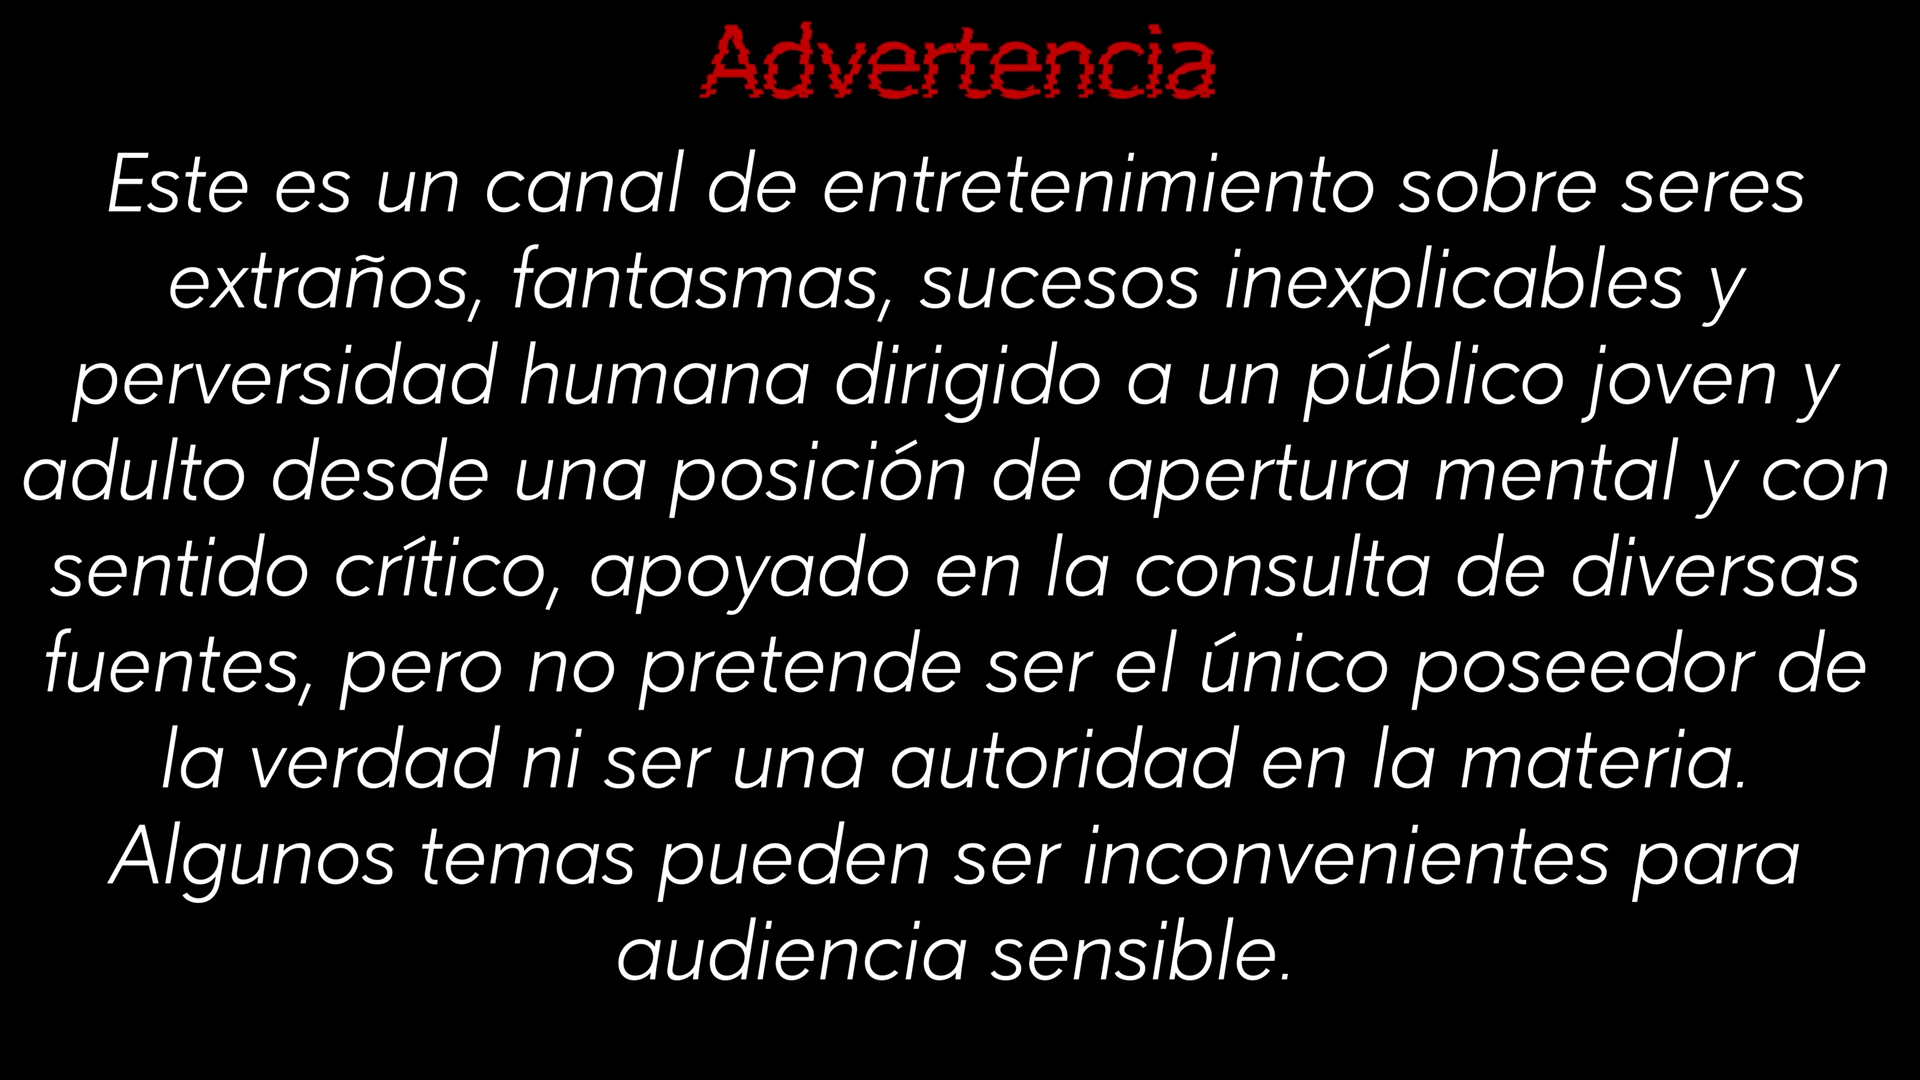 Advertencia
Este es un canal de entretenimiento sobre seres
extraños, fantasmas, sucesos inexplicables y
perversidad humana dirigido a un público joven y
adulto desde una posición de apertura mental y con
sentido crítico, apoyado en la consulta de diversas
fuentes, pero no pretende ser el único poseedor de
la verdad ni ser una autoridad en la materia.
Algunos temas pueden ser inconvenientes para
audiencia sensible.